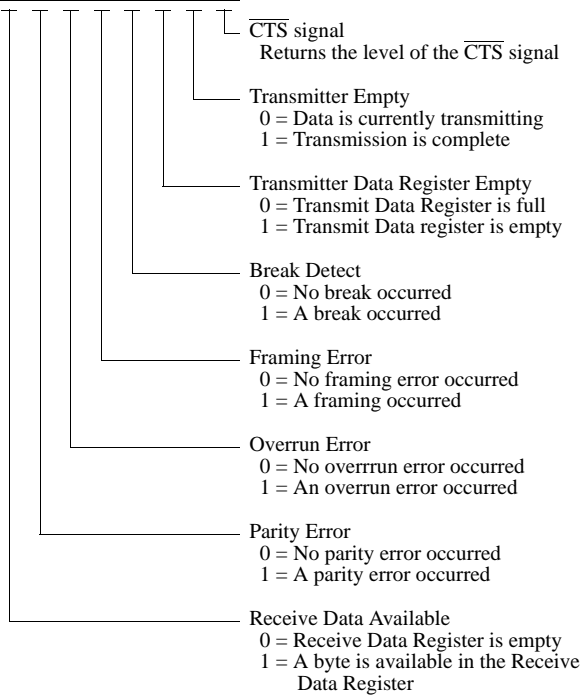 CTS signal
Returns the level of the CTS signal
Transmitter Empty
0 = Data is currently transmitting
1 = Transmission is complete
Transmitter Data Register Empty
0 = Transmit Data Register is full
1 = Transmit Data register is empty
Break Detect
0 = No break occurred
1 = A break occurred
Framing Error
0 = No framing error occurred
1 = A framing occurred
Overrun Error
0 = No overrrun error occurred
1 = An overrun error occurred
Parity Error
0 = No parity error occurred
1 = A parity error occurred
Receive Data Available
0 = Receive Data Register is empty
1 = A byte is available in the Receive
Data Register